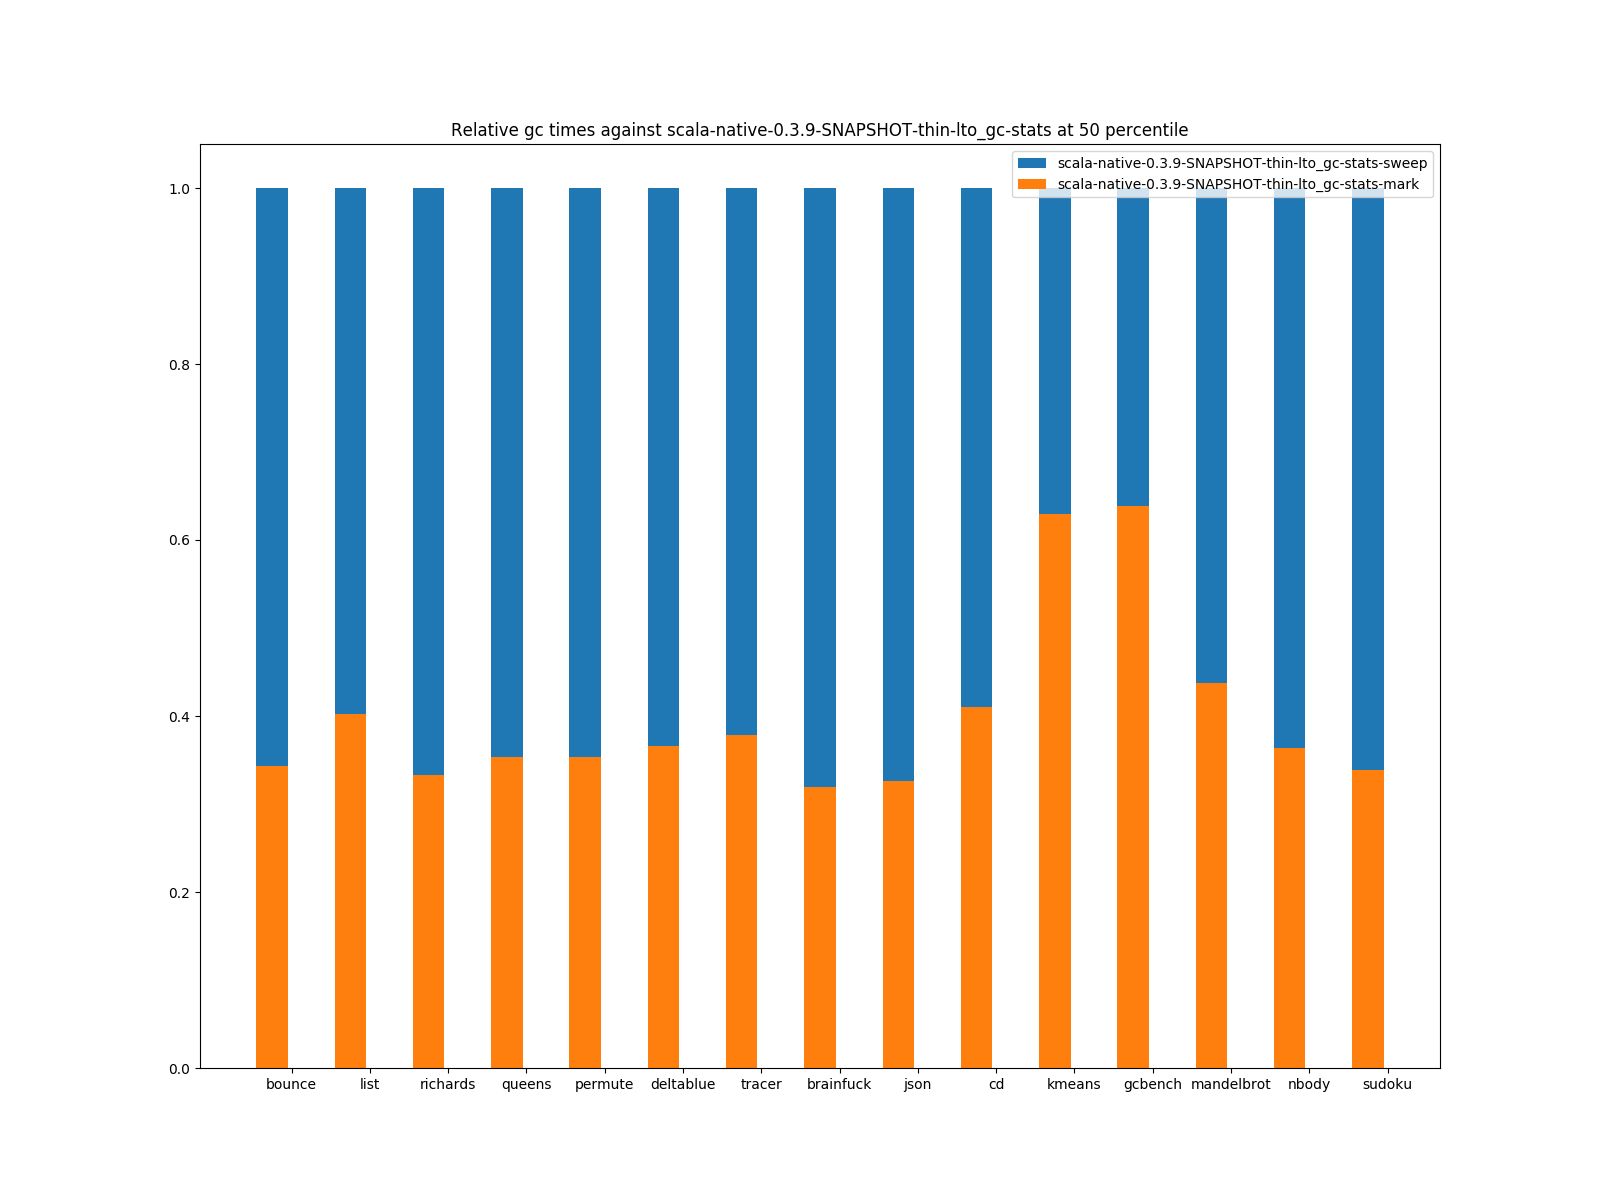 Relative gc times against scala-native-0.3.9-SNAPSHOT-thin-lto_gc-stats at 50 percentile
scala-native-0.3.9-SNAPSHOT-thin-lto_gc-stats-sweep
scala-native-0.3.9-SNAPSHOT-thin-lto_gc-stats-mark
1.0
0.8
0.6
0.4
0.2
0.0
bounce list richards queens permute deltablue tracer brainfuck json cd kmeans gcbench mandelbrot nbody sudoku